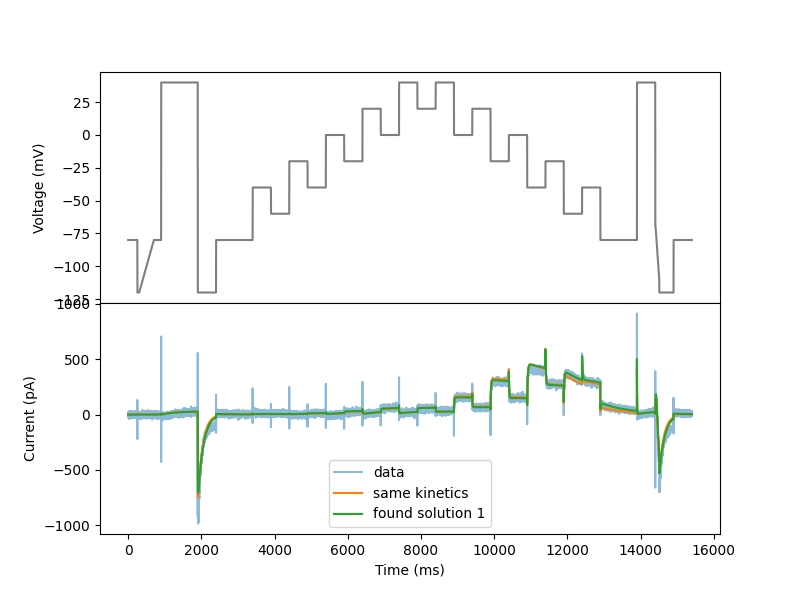 25
0
−25
−50
−75
−100
−125
Voltage (mV)
1000
500
0
−500
−1000
Current (pA)
data
same kinetics
found solution 1
0 2000 4000 6000 8000 10000 12000 14000 16000
Time (ms)